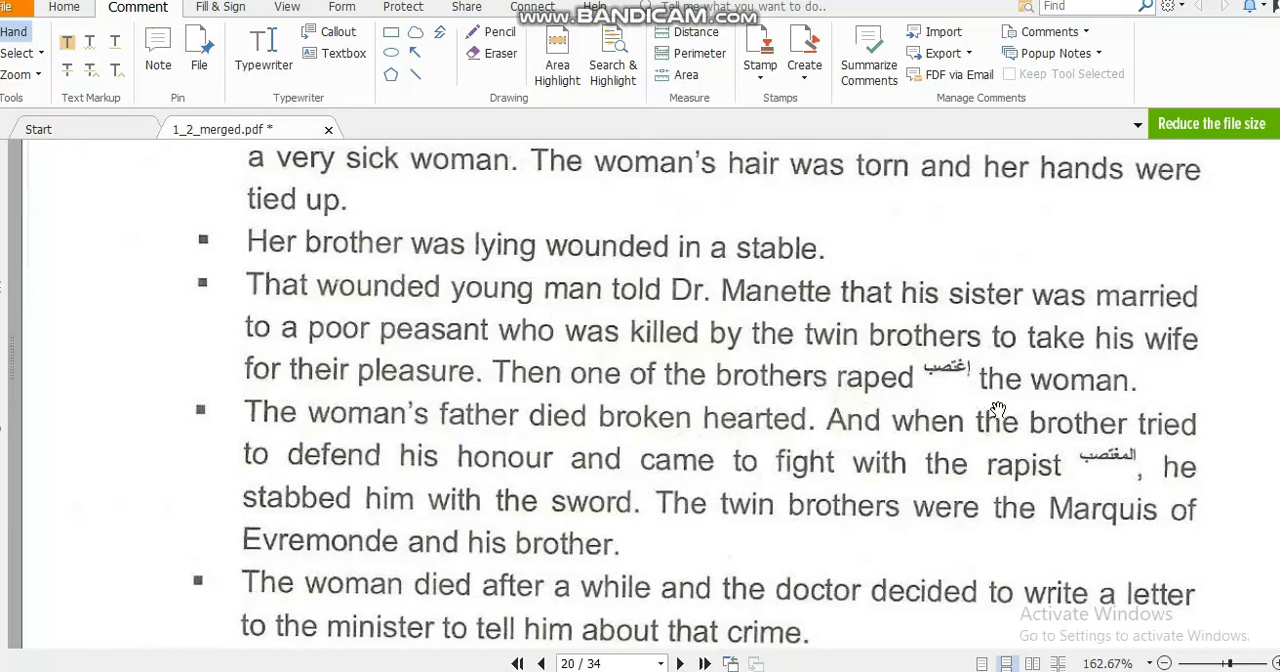 www.BANDICAM.com
File Home Comment Fill & Sign View Form Protect Share Connect Help Tell me what you want to do.. Find
Hand Callout Pencil Distance Import Comments
Select Eraser Perimeter Export Popup Notes
Textbox
Zoom Note File Typewriter Area Highlight Search & Highlight Area Stamp Create Summarize Comments FDF via Email Keep Tool Selected
Tools Text Markup Pin Typewriter Drawing Measure Stamps Manage Comments
Start 1_2_merged.pdf * Reduce the file size
a very sick woman. The woman's hair was torn and her hands were
tied up.
▪ Her brother was lying wounded in a stable.
▪ That wounded young man told Dr. Manette that his sister was married
to a poor peasant who was killed by the twin brothers to take his wife
for their pleasure. Then one of the brothers raped إغتصب the woman.
▪ The woman's father died broken hearted. And when the brother tried
to defend his honour and came to fight with the rapist المغتصب, he
stabbed him with the sword. The twin brothers were the Marquis of
Evremonde and his brother.
▪ The woman died after a while and the doctor decided to write a letter
to the minister to tell him about that crime.
Activate Windows
Go to Settings to activate Windows.
20 / 34 162.67%